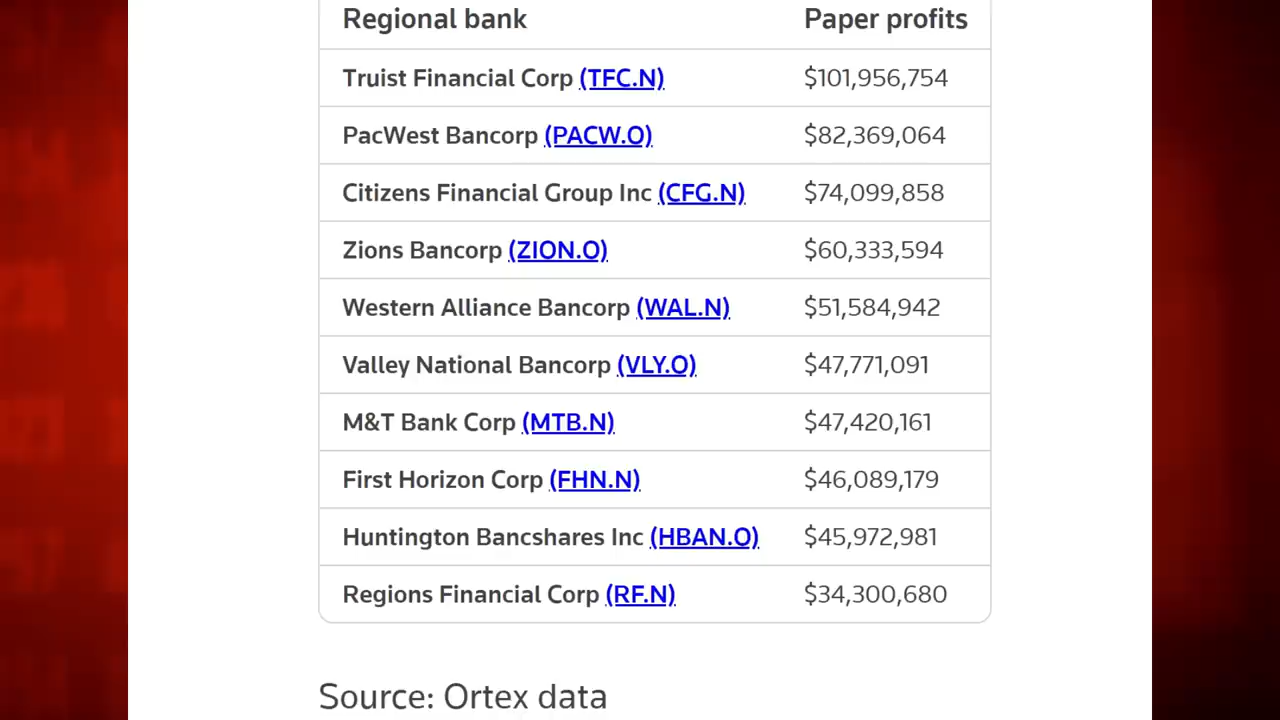 Regional bank Paper profits
Truist Financial Corp (TFC.N) $101,956,754
PacWest Bancorp (PACW.O) $82,369,064
Citizens Financial Group Inc (CFG.N) $74,099,858
Zions Bancorp (ZION.O) $60,333,594
Western Alliance Bancorp (WAL.N) $51,584,942
Valley National Bancorp (VLY.O) $47,771,091
M&T Bank Corp (MTB.N) $47,420,161
First Horizon Corp (FHN.N) $46,089,179
Huntington Bancshares Inc (HBAN.O) $45,972,981
Regions Financial Corp (RF.N) $34,300,680
Source: Ortex data